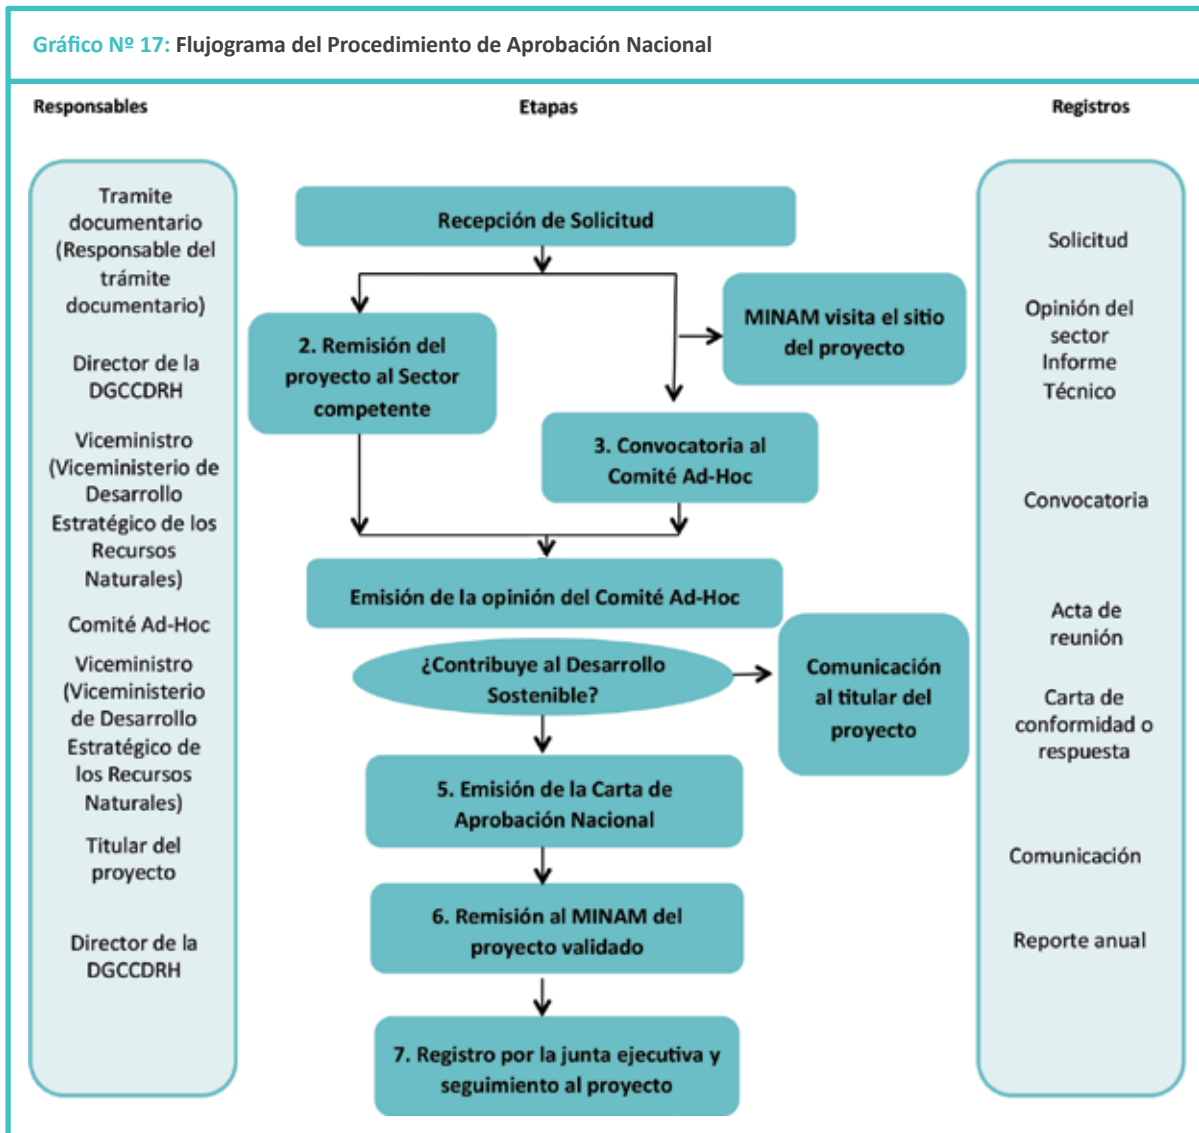 Gráfico Nº 17: Flujograma del Procedimiento de Aprobación Nacional
Responsables
Etapas
Registros
Tramite
documentario
(Responsable del
trámite
documentario)
Director de la
DGCCDRH
Viceministro
(Viceministerio de
Desarrollo
Estratégico de los
Recursos
Naturales)
Comité Ad-Hoc
Viceministro
(Viceministerio
de Desarrollo
Estratégico de
los Recursos
Naturales)
Titular del
proyecto
Director de la
DGCCDRH
Recepción de Solicitud
MINAM visita el sitio
del proyecto
2. Remisión del
proyecto al Sector
competente
3. Convocatoria al
Comité Ad-Hoc
Emisión de la opinión del Comité Ad-Hoc
¿Contribuye al Desarrollo
Sostenible?
Comunicación
al titular del
proyecto
5. Emisión de la Carta de
Aprobación Nacional
6. Remisión al MINAM del
proyecto validado
7. Registro por la junta ejecutiva y
seguimiento al proyecto
Solicitud
Opinión del
sector
Informe
Técnico
Convocatoria
Acta de
reunión
Carta de
conformidad o
respuesta
Comunicación
Reporte anual